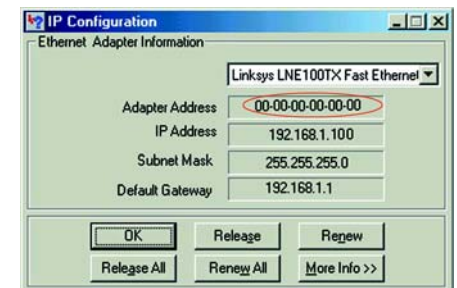 IP Configuration
Ethernet Adapter Information
Linksys LNE100TX Fast Ethernet
Adapter Address 00-00-00-00-00-00
IP Address 192.168.1.100
Subnet Mask 255.255.255.0
Default Gateway 192.168.1.1
OK Release Renew
Release All Renew All More Info >>